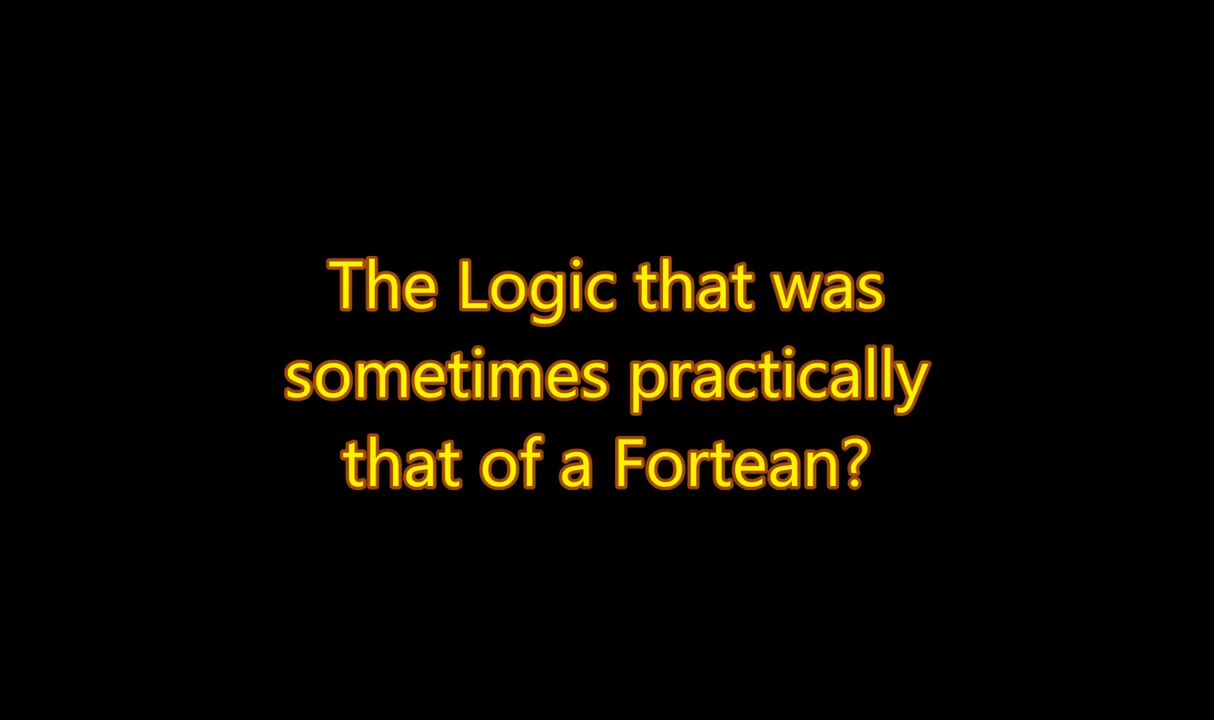 The Logic that was
sometimes practically
that of a Fortean?